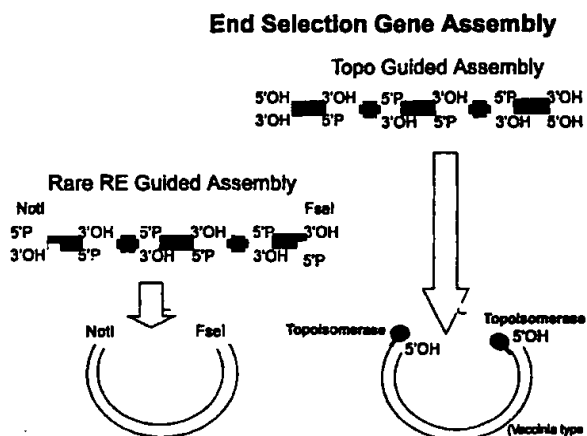 End Selection Gene Assembly
Topo Guided Assembly
5'OH 3'OH 5'P 3'OH 5'P 3'OH
3'OH 5'P 3'OH 5'P 3'OH 5'OH
Rare RE Guided Assembly
NotI FseI
5'P 3'OH 5'P 3'OH 5'P 3'OH
3'OH 5'P 3'OH 5'P 3'OH 5'P
NotI FseI
Topoisomerase Topoisomerase
5'OH 5'OH
(Vaccinia type